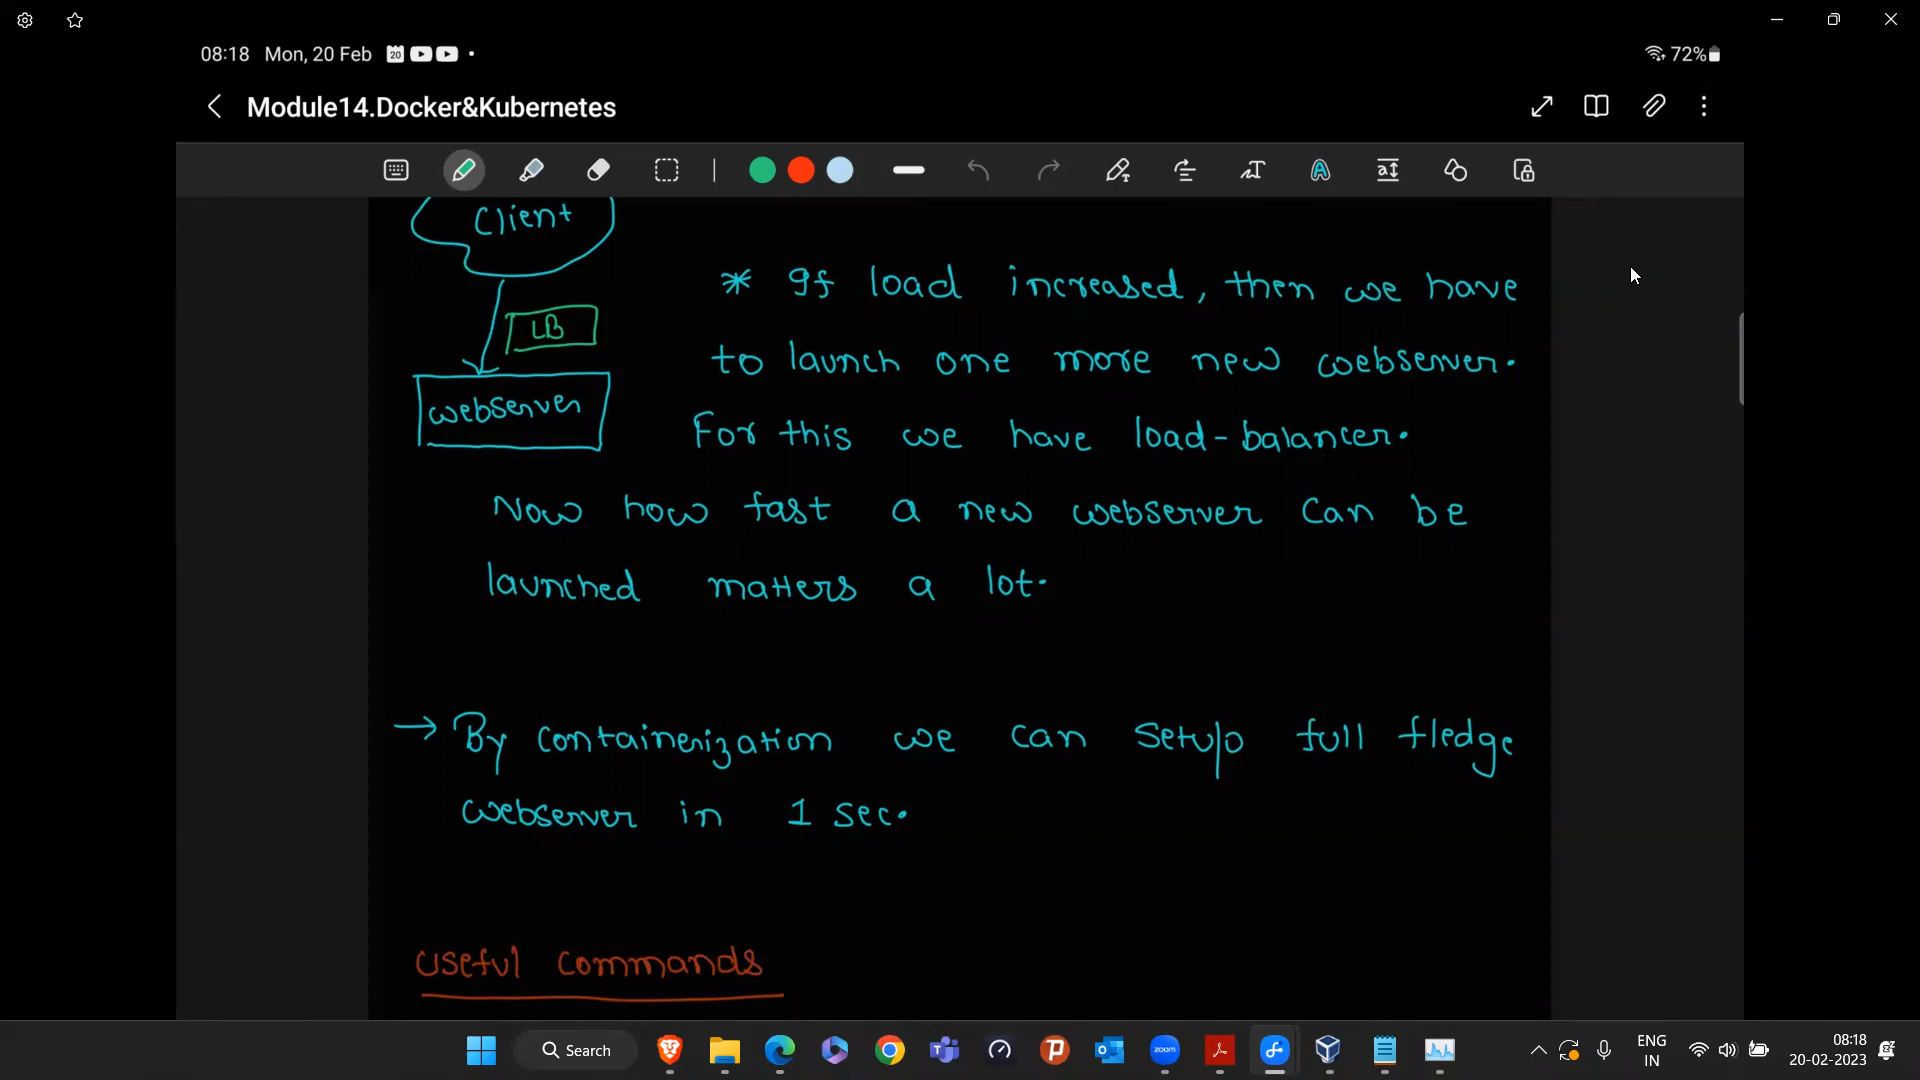 08:18 Mon, 20 Feb 20 72%
Module14.Docker&Kubernetes
Client
* If load increased, then we have
LB
to launch one more new webserver.
webserver
For this we have load-balancer.
Now how fast a new webserver can be
launched matters a lot.
→ By containerization we can setup full fledge
webserver in 1 sec.
Useful commands
Search
zoom
ENG
IN
08:18
20-02-2023